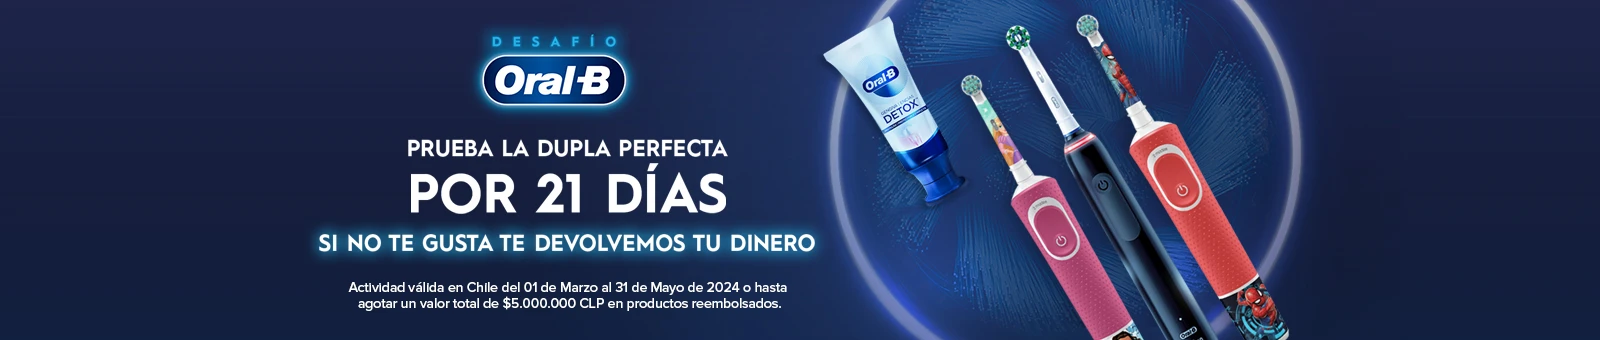 DESAFÍO
Oral-B
PRUEBA LA DUPLA PERFECTA
POR 21 DÍAS
SI NO TE GUSTA TE DEVOLVEMOS TU DINERO
Actividad válida en Chile del 01 de Marzo al 31 de Mayo de 2024 o hasta
agotar un valor total de $5.000.000 CLP en productos reembolsados.
Oral-B
DETOX
Oral-B